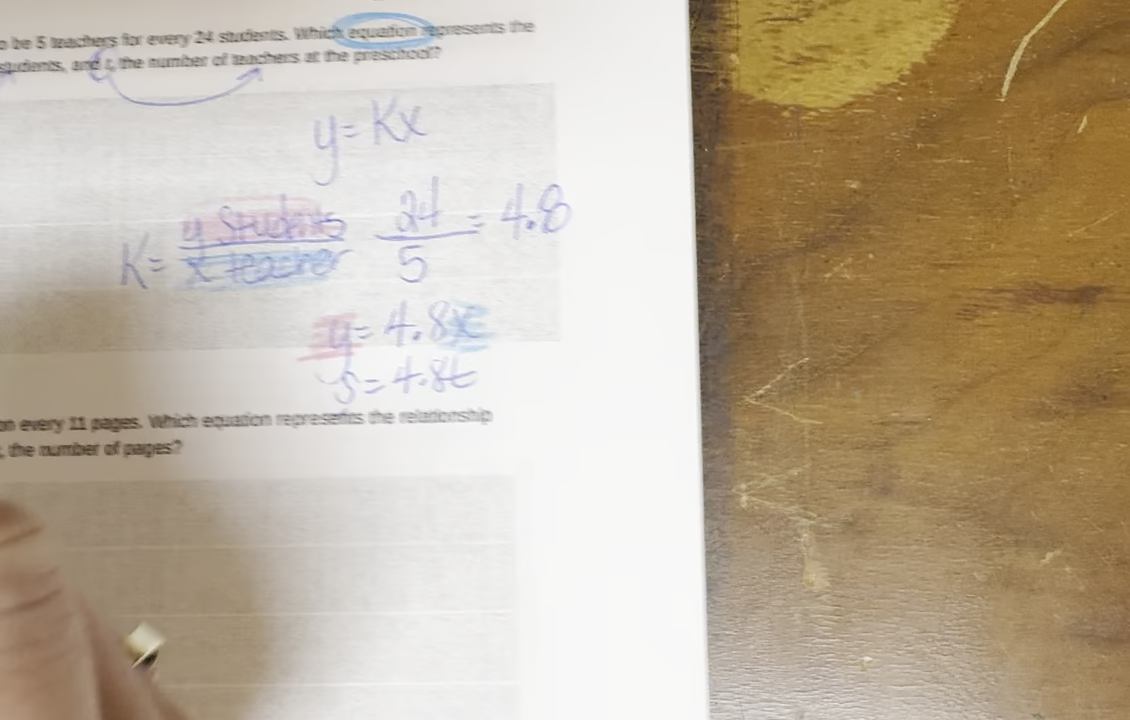 be 5 teachers for every 24 students. Which equation represents the
students, and t, the number of teachers at the preschool?
y = Kx
K = y students / x teacher 24 / 5 = 4.8
y = 4.8x
s = 4.8t
on every 11 pages. Which equation represents the relationship
, the number of pages?